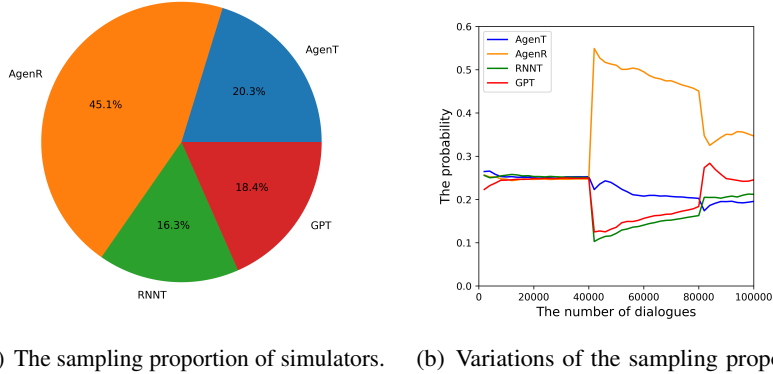 AgenT
AgenR
20.3%
45.1%
18.4%
16.3%
GPT
RNNT
) The sampling proportion of simulators.
0.6
0.5
0.4
0.3
0.2
0.1
0.0
The probability
AgenT
AgenR
RNNT
GPT
0 20000 40000 60000 80000 100000
The number of dialogues
(b) Variations of the sampling propo